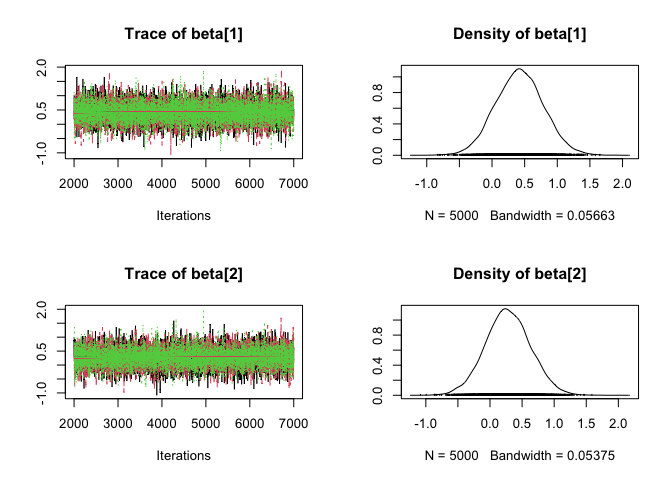 Trace of beta[1]
2.0
0.5
-1.0
2000 3000 4000 5000 6000 7000
Iterations
Density of beta[1]
0.8
0.4
0.0
-1.0 0.0 0.5 1.0 1.5 2.0
N = 5000 Bandwidth = 0.05663
Trace of beta[2]
2.0
0.5
-1.0
2000 3000 4000 5000 6000 7000
Iterations
Density of beta[2]
0.8
0.4
0.0
-1.0 0.0 0.5 1.0 1.5 2.0
N = 5000 Bandwidth = 0.05375